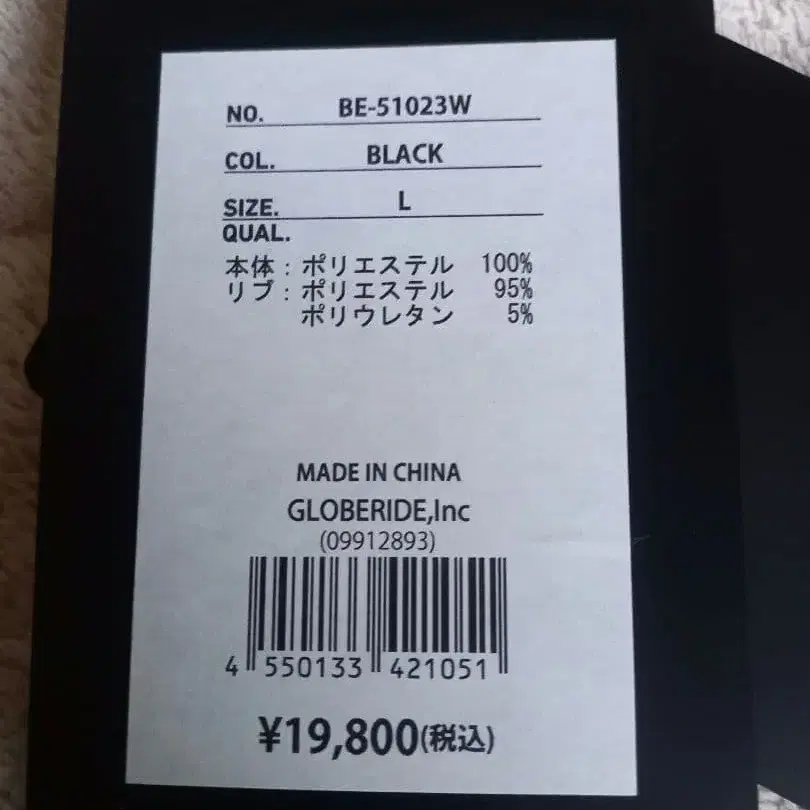 NO. BE-51023W
COL. BLACK
SIZE. L
QUAL.
本体：ポリエステル 100%
リブ：ポリエステル 95%
ポリウレタン 5%
MADE IN CHINA
GLOBERIDE,Inc
(09912893)
4 550133 421051
¥19,800(税込)